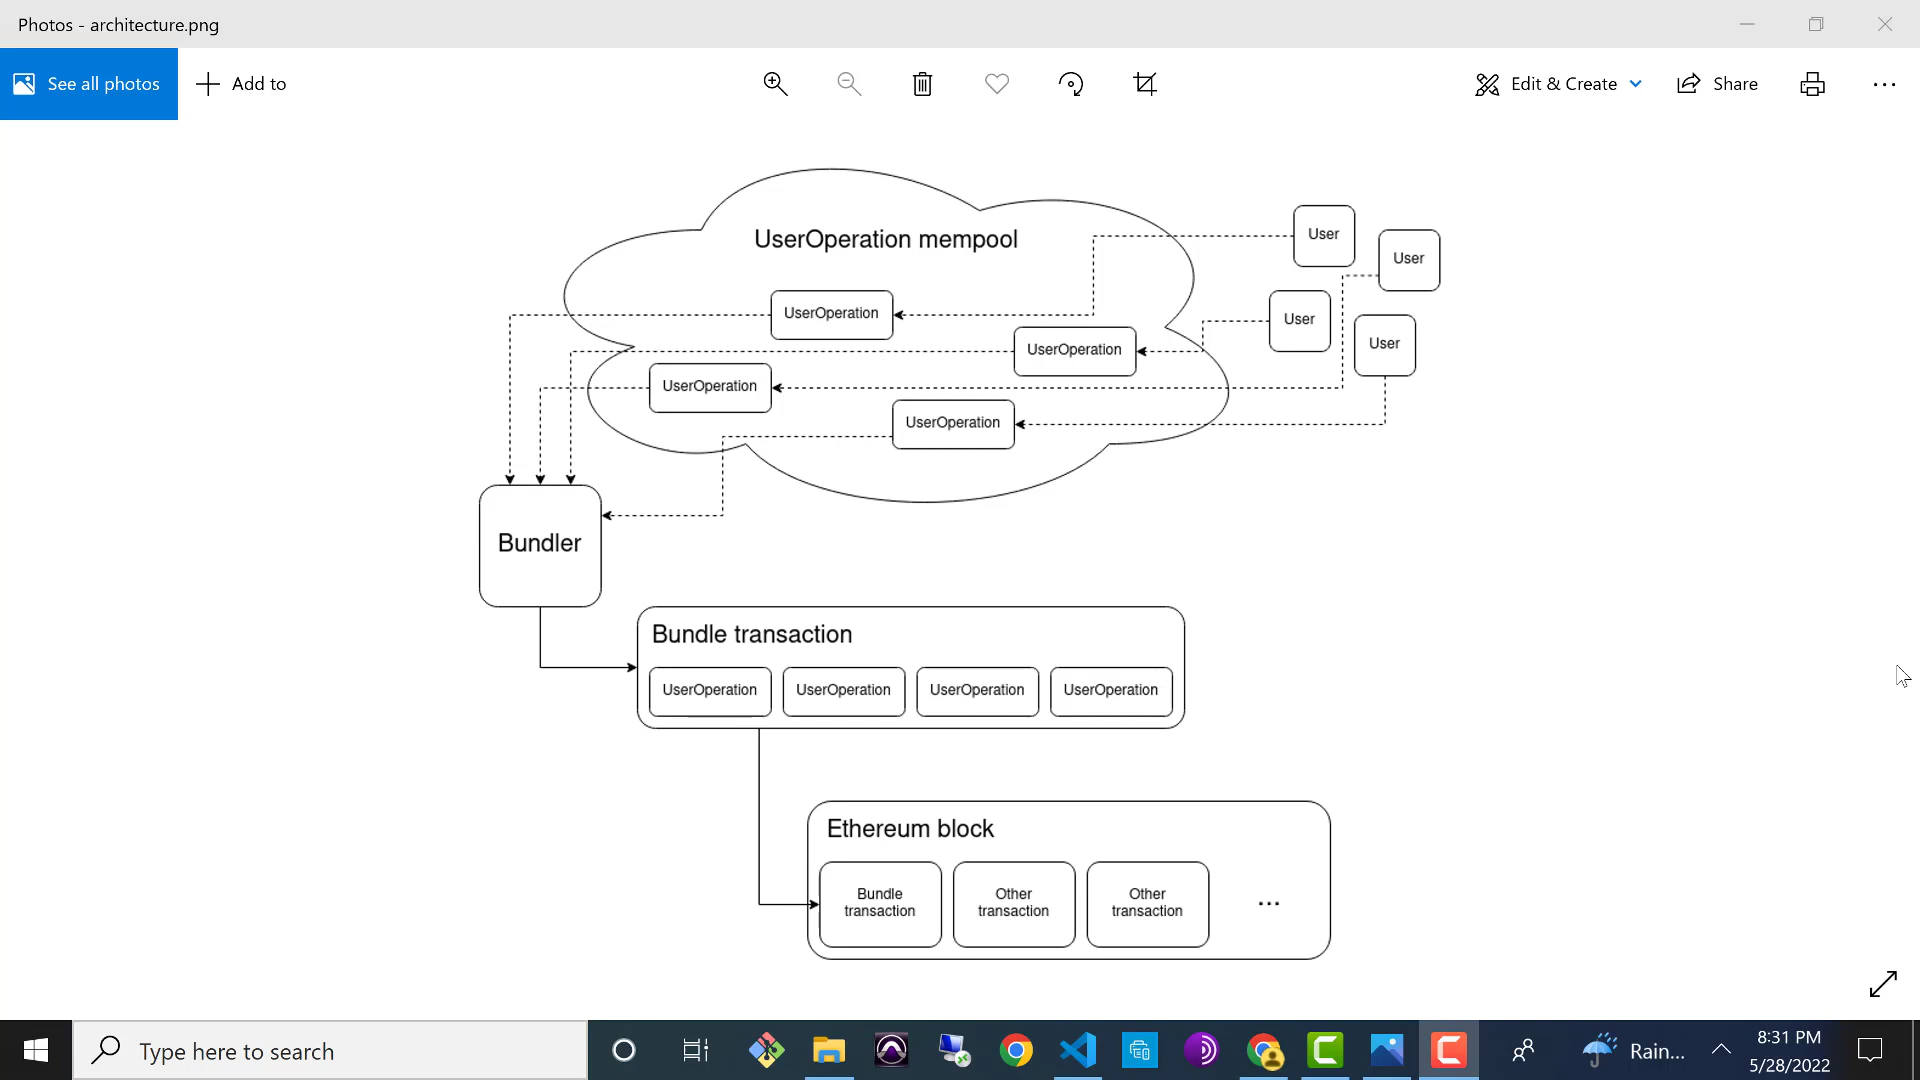 Photos - architecture.png
See all photos
Add to
Edit & Create
Share
UserOperation mempool
User
User
UserOperation
User
User
UserOperation
UserOperation
UserOperation
Bundler
Bundle transaction
UserOperation
UserOperation
UserOperation
UserOperation
Ethereum block
Bundle
transaction
Other
transaction
Other
transaction
...
Type here to search
Rain...
8:31 PM
5/28/2022